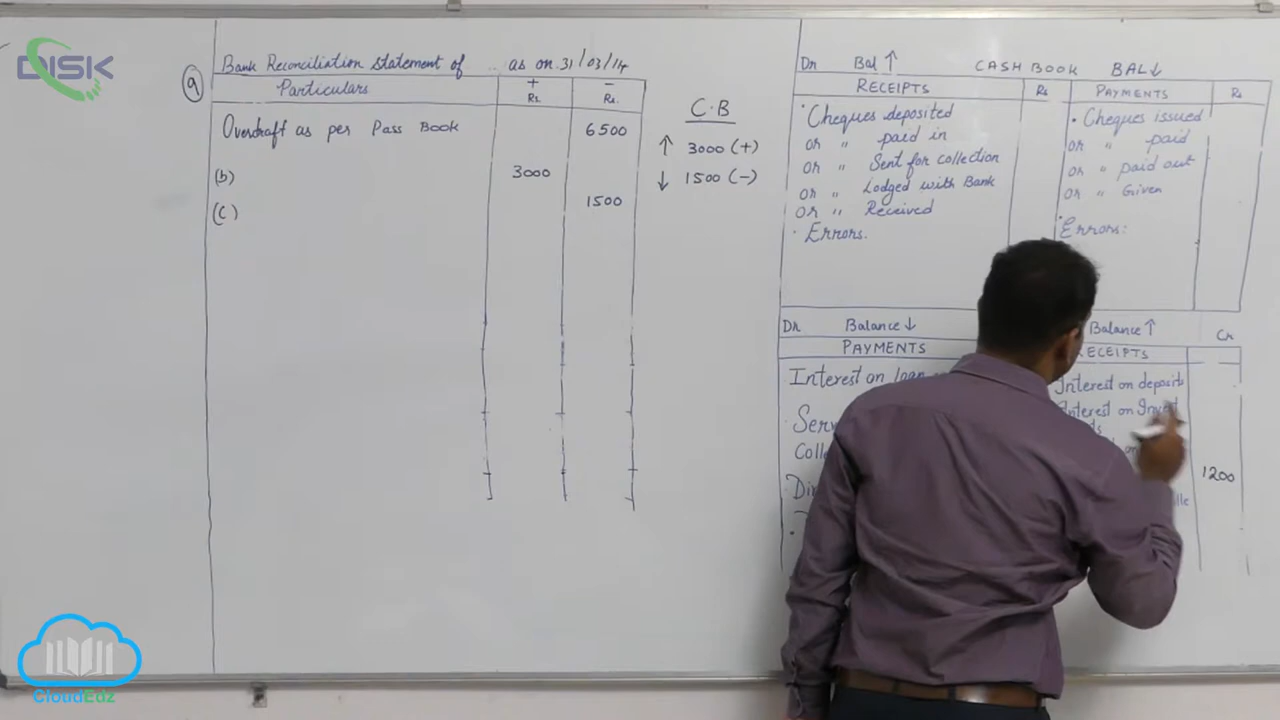 DISK
9
Bank Reconciliation statement of .. as on 31/03/14
Particulars
+
Rs.
-
Rs.
Overdraft as per Pass Book
6500
(b)
3000
(c)
1500
C.B
↑ 3000 (+)
↓ 1500 (-)
Dr Bal ↑ CASH BOOK BAL ↓
RECEIPTS Rs PAYMENTS Rs
· Cheques deposited
or " paid in
or " Sent for collection
or " Lodged with Bank
or " Received
· Errors.
· Cheques issued
or " paid
or " paid out
or " Given
· Errors:
Dr Balance ↓
PAYMENTS
Interest on loan
Balance ↑ Cr
RECEIPTS
Interest on deposits
Interest on Invest
1200
CloudEdz